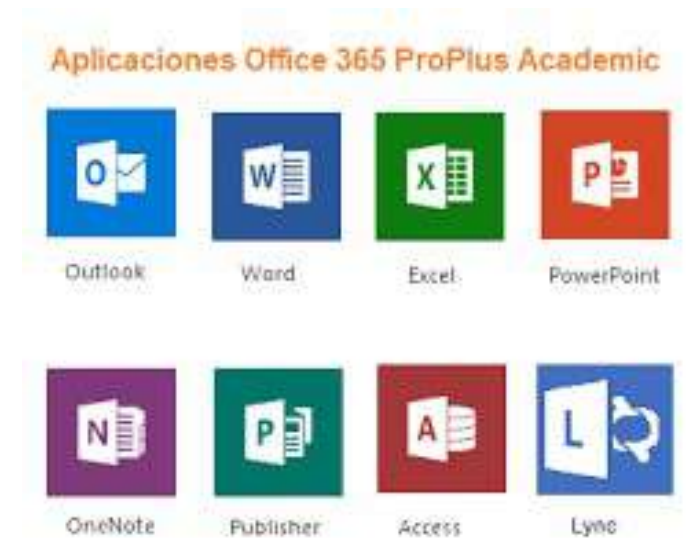 Aplicaciones Office 365 ProPlus Academic
O W X P
Outlook Word Excel PowerPoint
N P A L
OneNote Publisher Access Lync